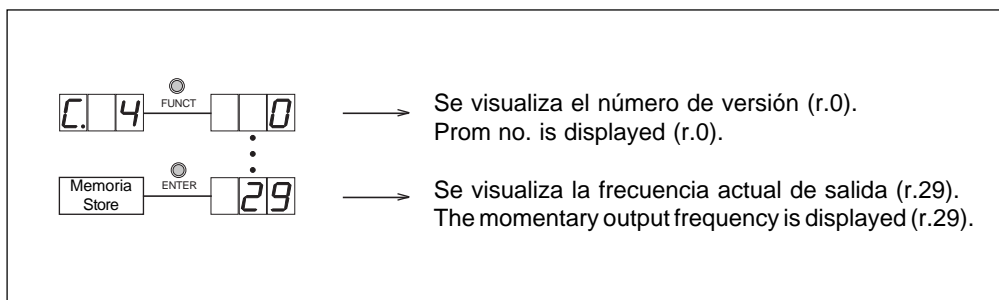 C. 4 FUNCT 0
Se visualiza el número de versión (r.0).
Prom no. is displayed (r.0).
Memoria
Store
ENTER 29
Se visualiza la frecuencia actual de salida (r.29).
The momentary output frequency is displayed (r.29).